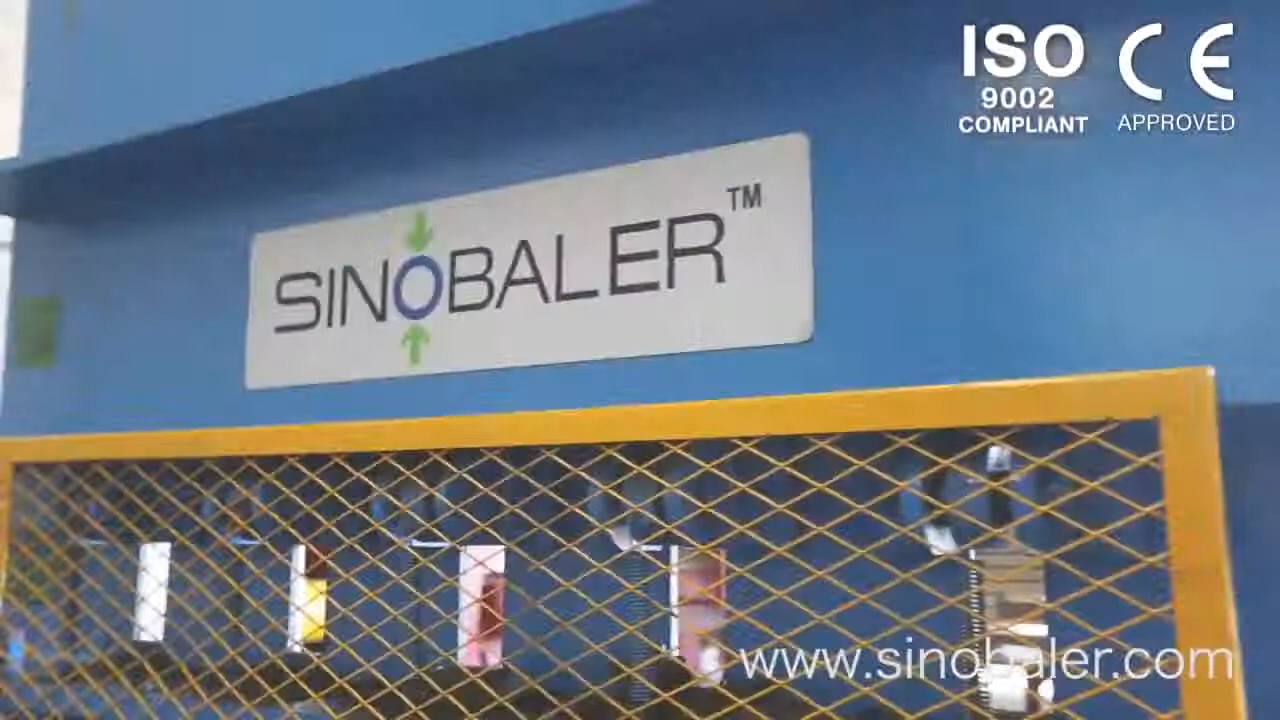 ISO
9002
COMPLIANT
CE
APPROVED
SINOBALER™
www.sinobaler.com